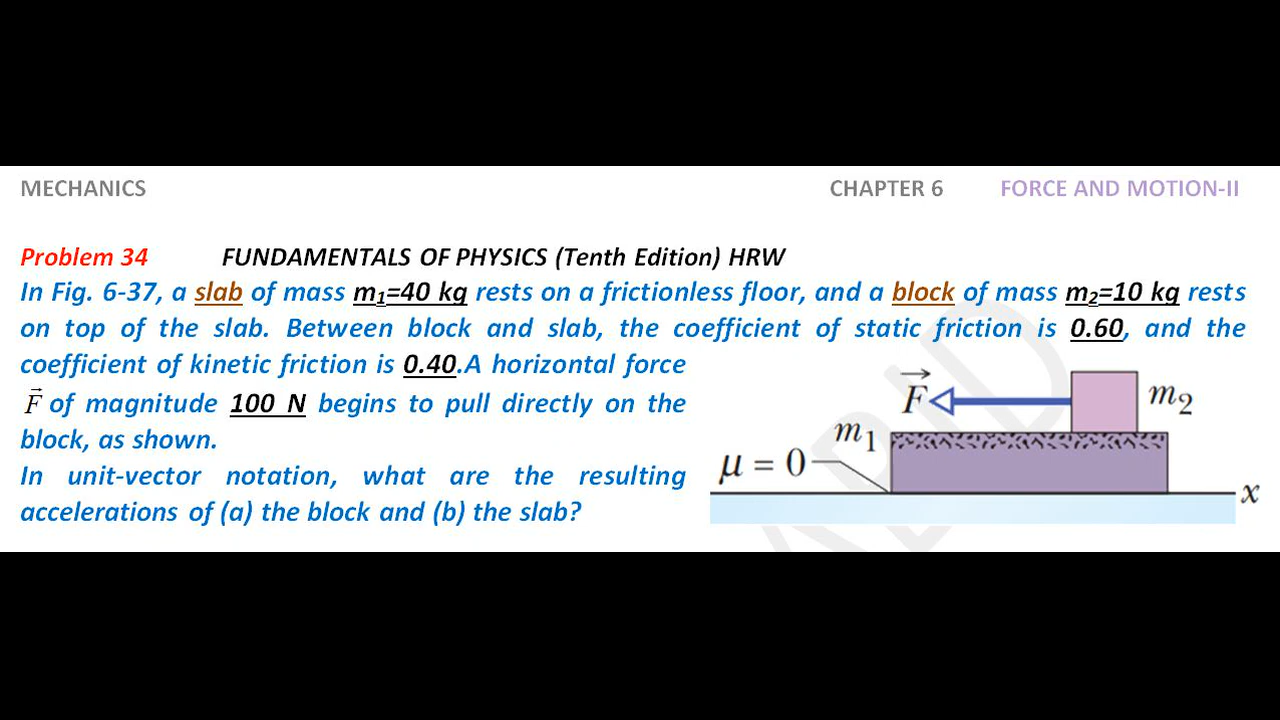 MECHANICS CHAPTER 6 FORCE AND MOTION-II
Problem 34 FUNDAMENTALS OF PHYSICS (Tenth Edition) HRW
In Fig. 6-37, a slab of mass m₁=40 kg rests on a frictionless floor, and a block of mass m₂=10 kg rests
on top of the slab. Between block and slab, the coefficient of static friction is 0.60, and the
coefficient of kinetic friction is 0.40.A horizontal force
F⃗ of magnitude 100 N begins to pull directly on the
block, as shown.
In unit-vector notation, what are the resulting
accelerations of (a) the block and (b) the slab?
F⃗
m₂
m₁
μ = 0
x